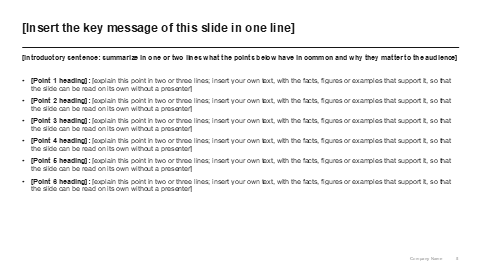 [Insert the key message of this slide in one line]
[Introductory sentence: summarize in one or two lines what the points below have in common and why they matter to the audience]
• [Point 1 heading]: [explain this point in two or three lines; insert your own text, with the facts, figures or examples that support it, so that
the slide can be read on its own without a presenter]
• [Point 2 heading]: [explain this point in two or three lines; insert your own text, with the facts, figures or examples that support it, so that
the slide can be read on its own without a presenter]
• [Point 3 heading]: [explain this point in two or three lines; insert your own text, with the facts, figures or examples that support it, so that
the slide can be read on its own without a presenter]
• [Point 4 heading]: [explain this point in two or three lines; insert your own text, with the facts, figures or examples that support it, so that
the slide can be read on its own without a presenter]
• [Point 5 heading]: [explain this point in two or three lines; insert your own text, with the facts, figures or examples that support it, so that
the slide can be read on its own without a presenter]
• [Point 6 heading]: [explain this point in two or three lines; insert your own text, with the facts, figures or examples that support it, so that
the slide can be read on its own without a presenter]
Company Name